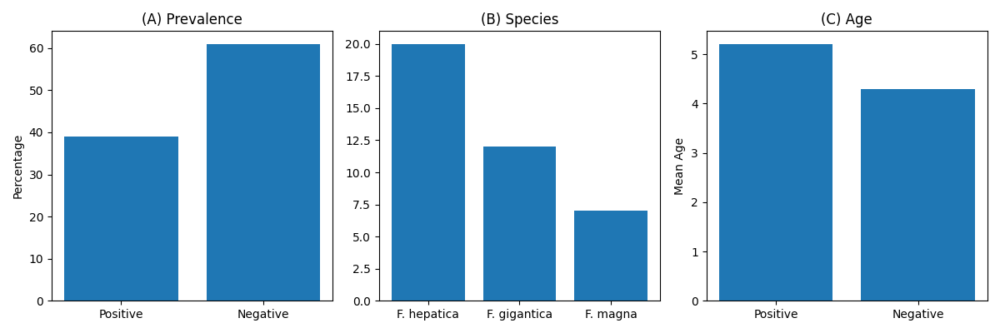 (A) Prevalence
Percentage
60
50
40
30
20
10
0
Positive Negative
(B) Species
20.0
17.5
15.0
12.5
10.0
7.5
5.0
2.5
0.0
F. hepatica F. gigantica F. magna
(C) Age
Mean Age
5
4
3
2
1
0
Positive Negative